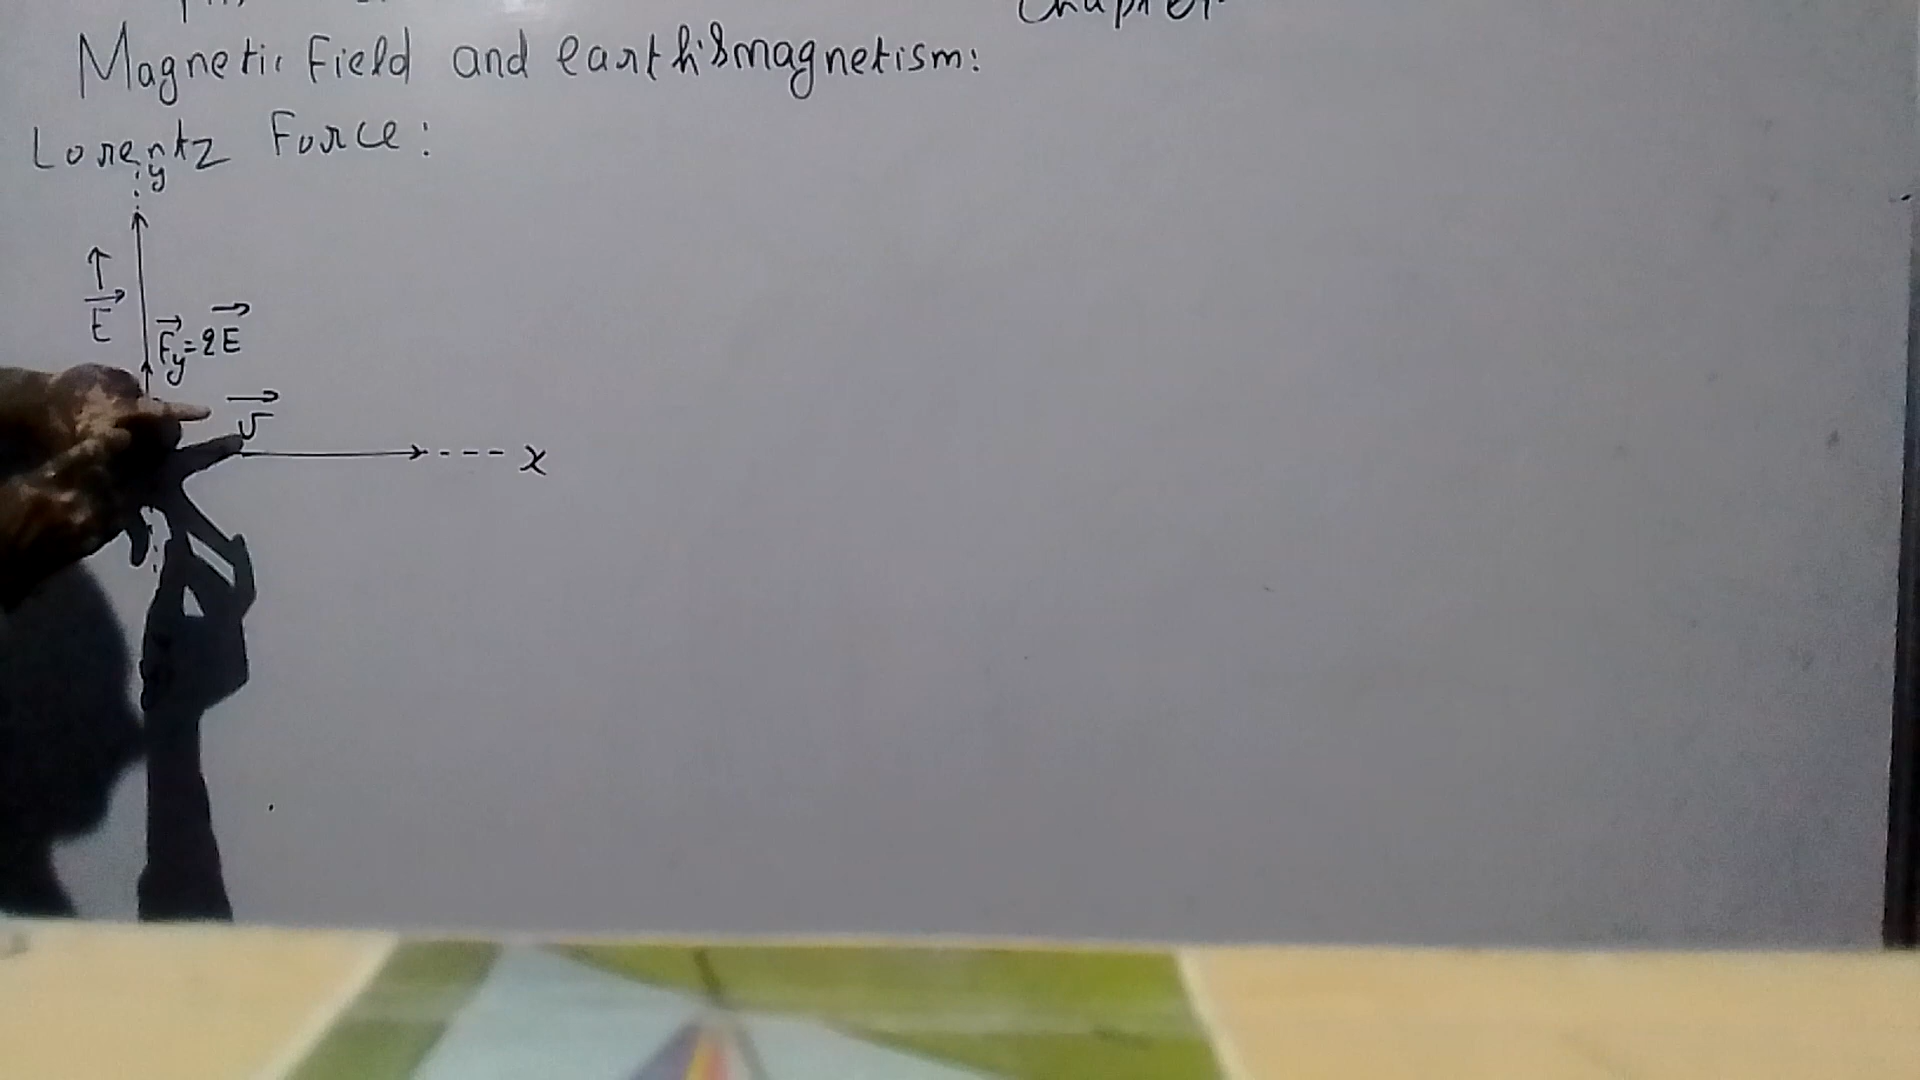 Magnetic Field and earth's magnetism:
Lorentz Force:
y
E
Fy=qE
v
x